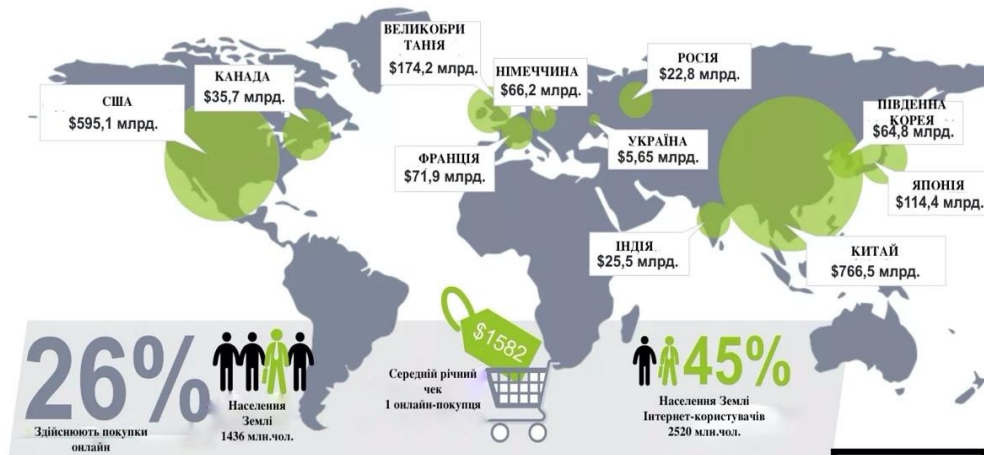 ВЕЛИКОБРИ
ТАНІЯ
$174,2 млрд.
РОСІЯ
$22,8 млрд.
КАНАДА
$35,7 млрд.
НІМЕЧЧИНА
$66,2 млрд.
США
$595,1 млрд.
ПІВДЕННА
КОРЕЯ
$64,8 млрд.
УКРАЇНА
$5,65 млрд.
ФРАНЦІЯ
$71,9 млрд.
ЯПОНІЯ
$114,4 млрд.
ІНДІЯ
$25,5 млрд.
КИТАЙ
$766,5 млрд.
26%
Здійснюють покупки
онлайн
Населення
Землі
1436 млн.чол.
$1582
Середній річний
чек
1 онлайн-покупця
45%
Населення Землі
Інтернет-користувачів
2520 млн.чол.